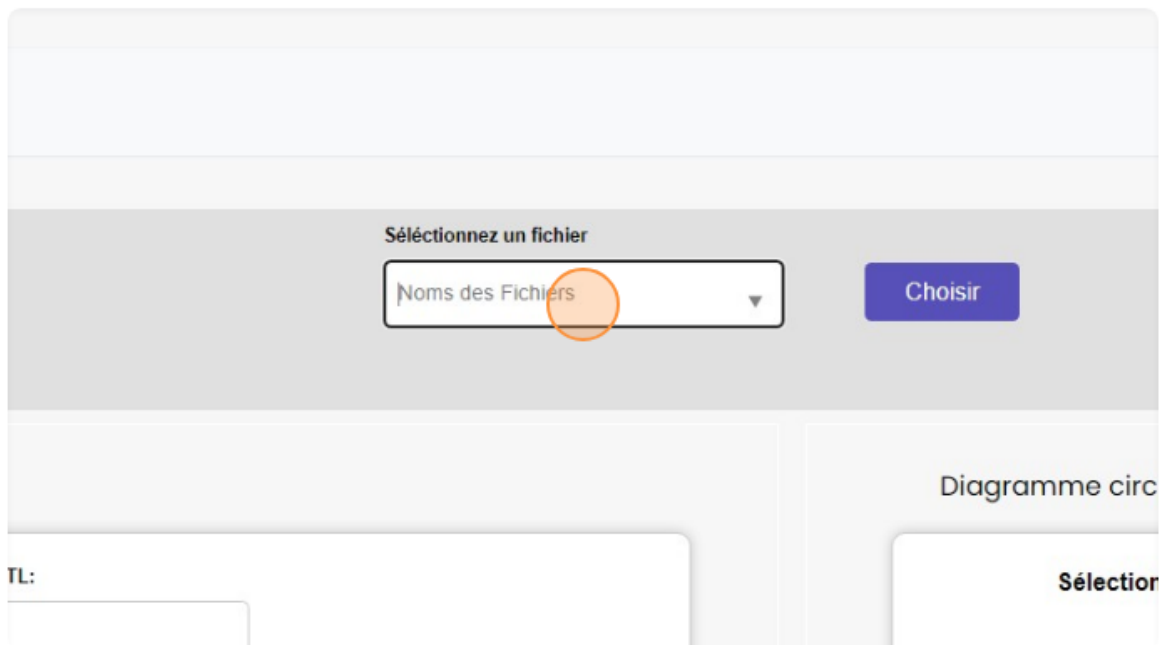 Séléctionnez un fichier
Noms des Fichiers
Choisir
Diagramme circ
TL:
Sélection